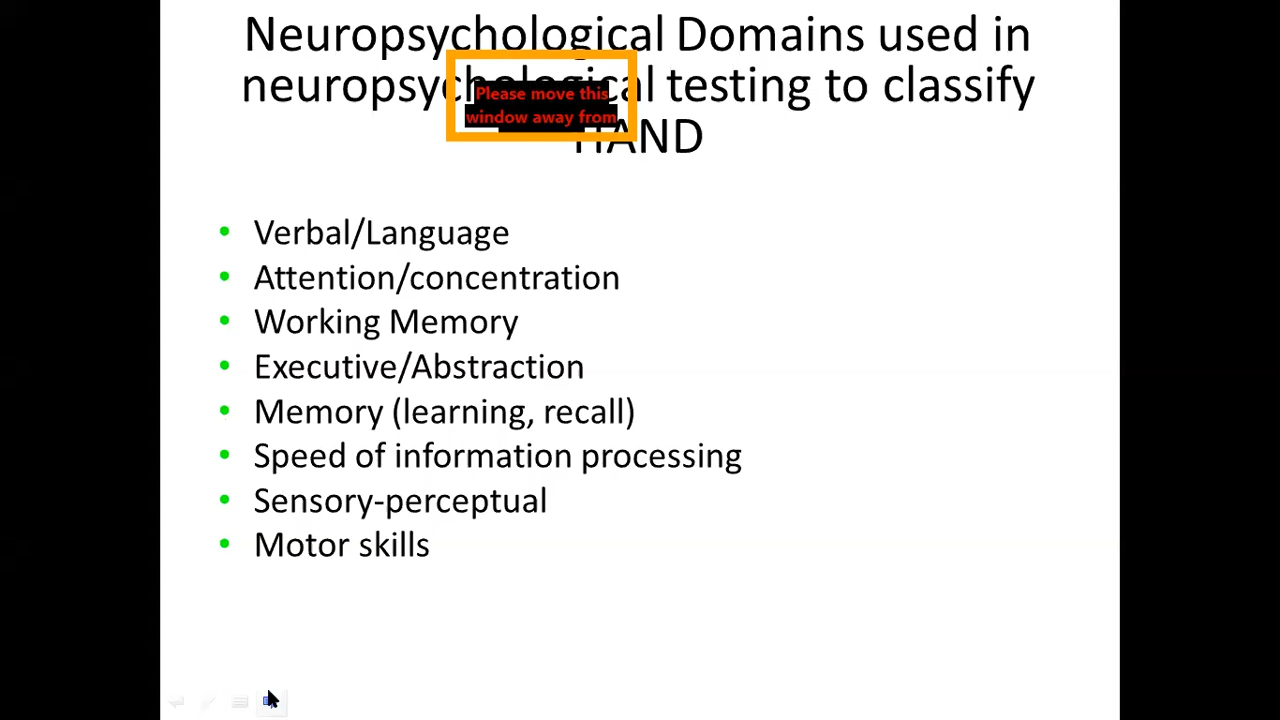 Neuropsychological Domains used in
neuropsychological testing to classify
HAND
Please move this
window away from
• Verbal/Language
• Attention/concentration
• Working Memory
• Executive/Abstraction
• Memory (learning, recall)
• Speed of information processing
• Sensory-perceptual
• Motor skills